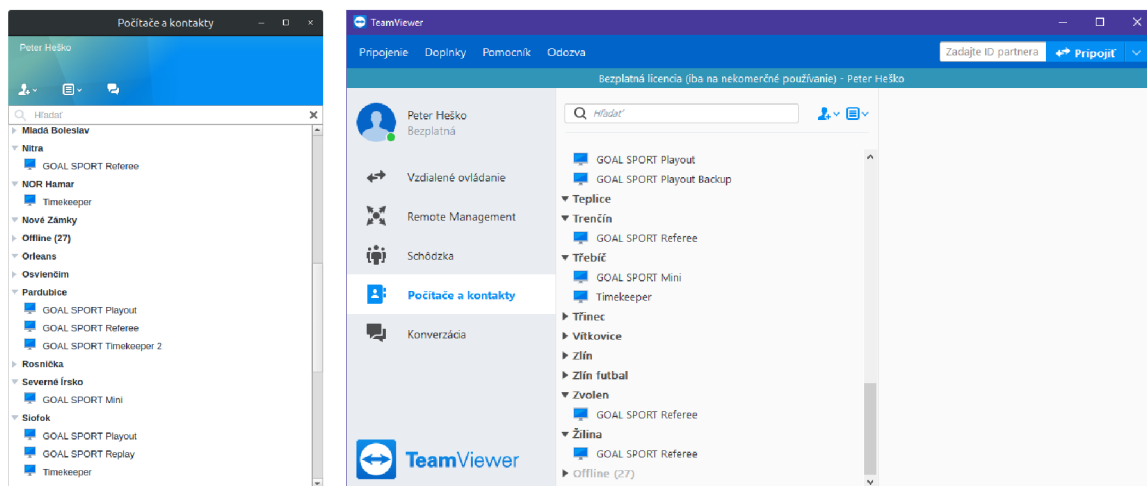 Počítače a kontakty
Peter Heško
Hľadať
Mladá Boleslav
Nitra
GOAL SPORT Referee
NOR Hamar
Timekeeper
Nové Zámky
Offline (27)
Orleans
Osvienčim
Pardubice
GOAL SPORT Playout
GOAL SPORT Referee
GOAL SPORT Timekeeper 2
Rosnička
Severné Írsko
GOAL SPORT Mini
Siofok
GOAL SPORT Playout
GOAL SPORT Replay
Timekeeper
TeamViewer
Pripojenie Doplnky Pomocník Odozva
Zadajte ID partnera Pripojiť
Bezplatná licencia (iba na nekomerčné používanie) - Peter Heško
Peter Heško
Bezplatná
Vzdialené ovládanie
Remote Management
Schôdzka
Počítače a kontakty
Konverzácia
TeamViewer
Hľadať
GOAL SPORT Playout
GOAL SPORT Playout Backup
Teplice
Trenčín
GOAL SPORT Referee
Třebíč
GOAL SPORT Mini
Timekeeper
Třinec
Vítkovice
Zlín
Zlín futbal
Zvolen
GOAL SPORT Referee
Žilina
GOAL SPORT Referee
Offline (27)